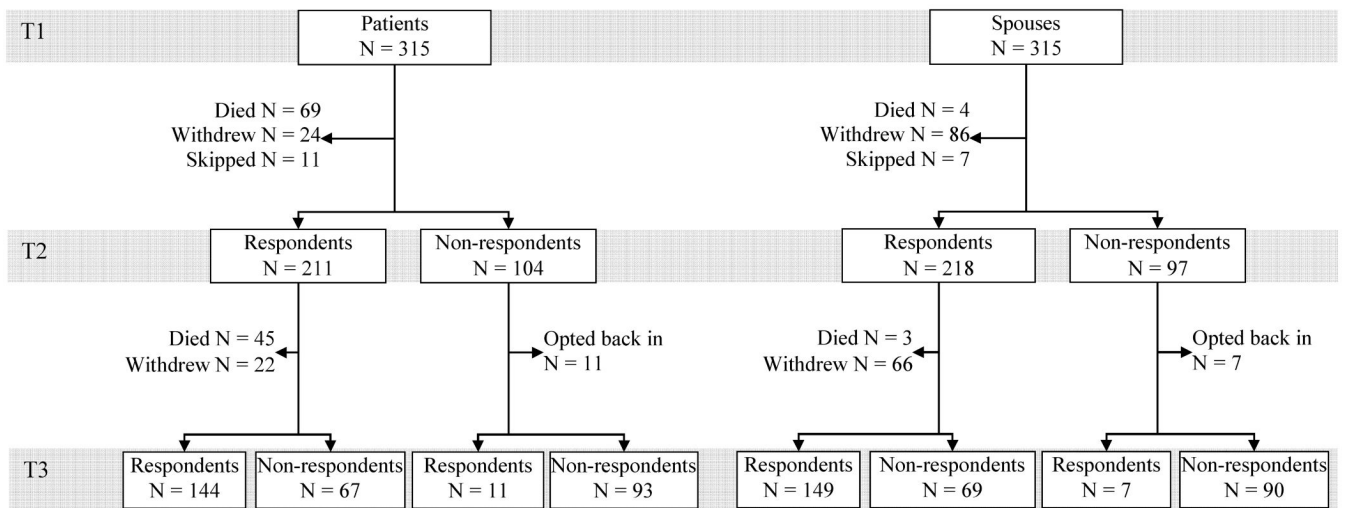 T1
Patients
N = 315
Spouses
N = 315
Died N = 69
Withdrew N = 24
Skipped N = 11
Died N = 4
Withdrew N = 86
Skipped N = 7
T2
Respondents
N = 211
Non-respondents
N = 104
Respondents
N = 218
Non-respondents
N = 97
Died N = 45
Withdrew N = 22
Opted back in
N = 11
Died N = 3
Withdrew N = 66
Opted back in
N = 7
T3
Respondents
N = 144
Non-respondents
N = 67
Respondents
N = 11
Non-respondents
N = 93
Respondents
N = 149
Non-respondents
N = 69
Respondents
N = 7
Non-respondents
N = 90